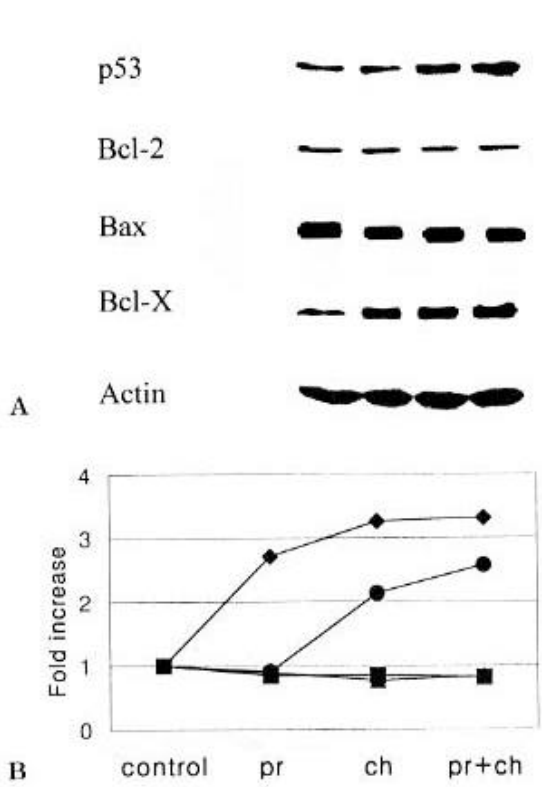 p53
Bcl-2
Bax
Bcl-X
A Actin
4
3
2
1
0
Fold increase
control pr ch pr+ch
B